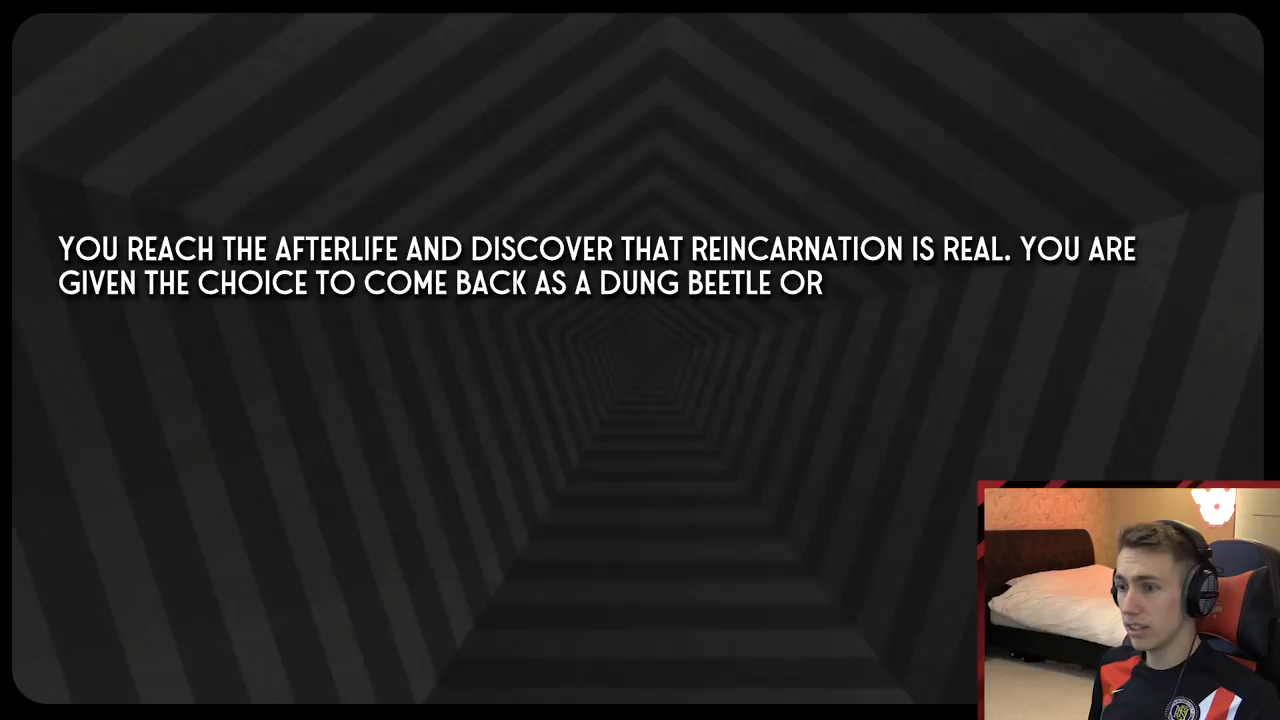 YOU REACH THE AFTERLIFE AND DISCOVER THAT REINCARNATION IS REAL. YOU ARE
GIVEN THE CHOICE TO COME BACK AS A DUNG BEETLE OR